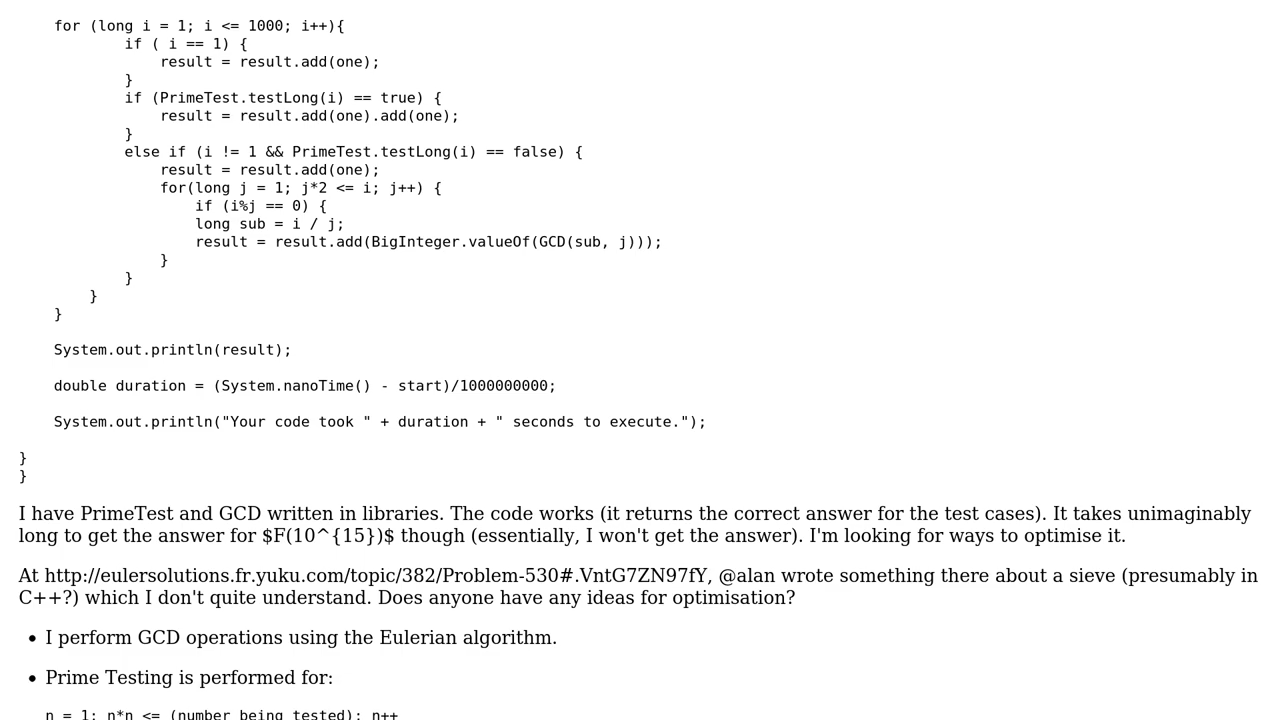 for (long i = 1; i <= 1000; i++){
if ( i == 1) {
result = result.add(one);
}
if (PrimeTest.testLong(i) == true) {
result = result.add(one).add(one);
}
else if (i != 1 && PrimeTest.testLong(i) == false) {
result = result.add(one);
for(long j = 1; j*2 <= i; j++) {
if (i%j == 0) {
long sub = i / j;
result = result.add(BigInteger.valueOf(GCD(sub, j)));
}
}
}
}
System.out.println(result);
double duration = (System.nanoTime() - start)/1000000000;
System.out.println("Your code took " + duration + " seconds to execute.");
}
}
I have PrimeTest and GCD written in libraries. The code works (it returns the correct answer for the test cases). It takes unimaginably
long to get the answer for $F(10^{15})$ though (essentially, I won't get the answer). I'm looking for ways to optimise it.
At http://eulersolutions.fr.yuku.com/topic/382/Problem-530#.VntG7ZN97fY, @alan wrote something there about a sieve (presumably in
C++?) which I don't quite understand. Does anyone have any ideas for optimisation?
• I perform GCD operations using the Eulerian algorithm.
• Prime Testing is performed for:
n = 1; n*n <= (number being tested); n++